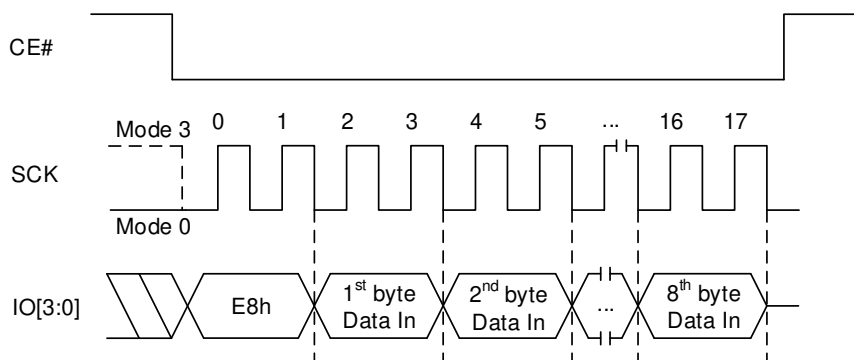 CE#
Mode 3
0 1 2 3 4 5 ... 16 17
SCK
Mode 0
IO[3:0]
E8h
1st byte
Data In
2nd byte
Data In
...
8th byte
Data In